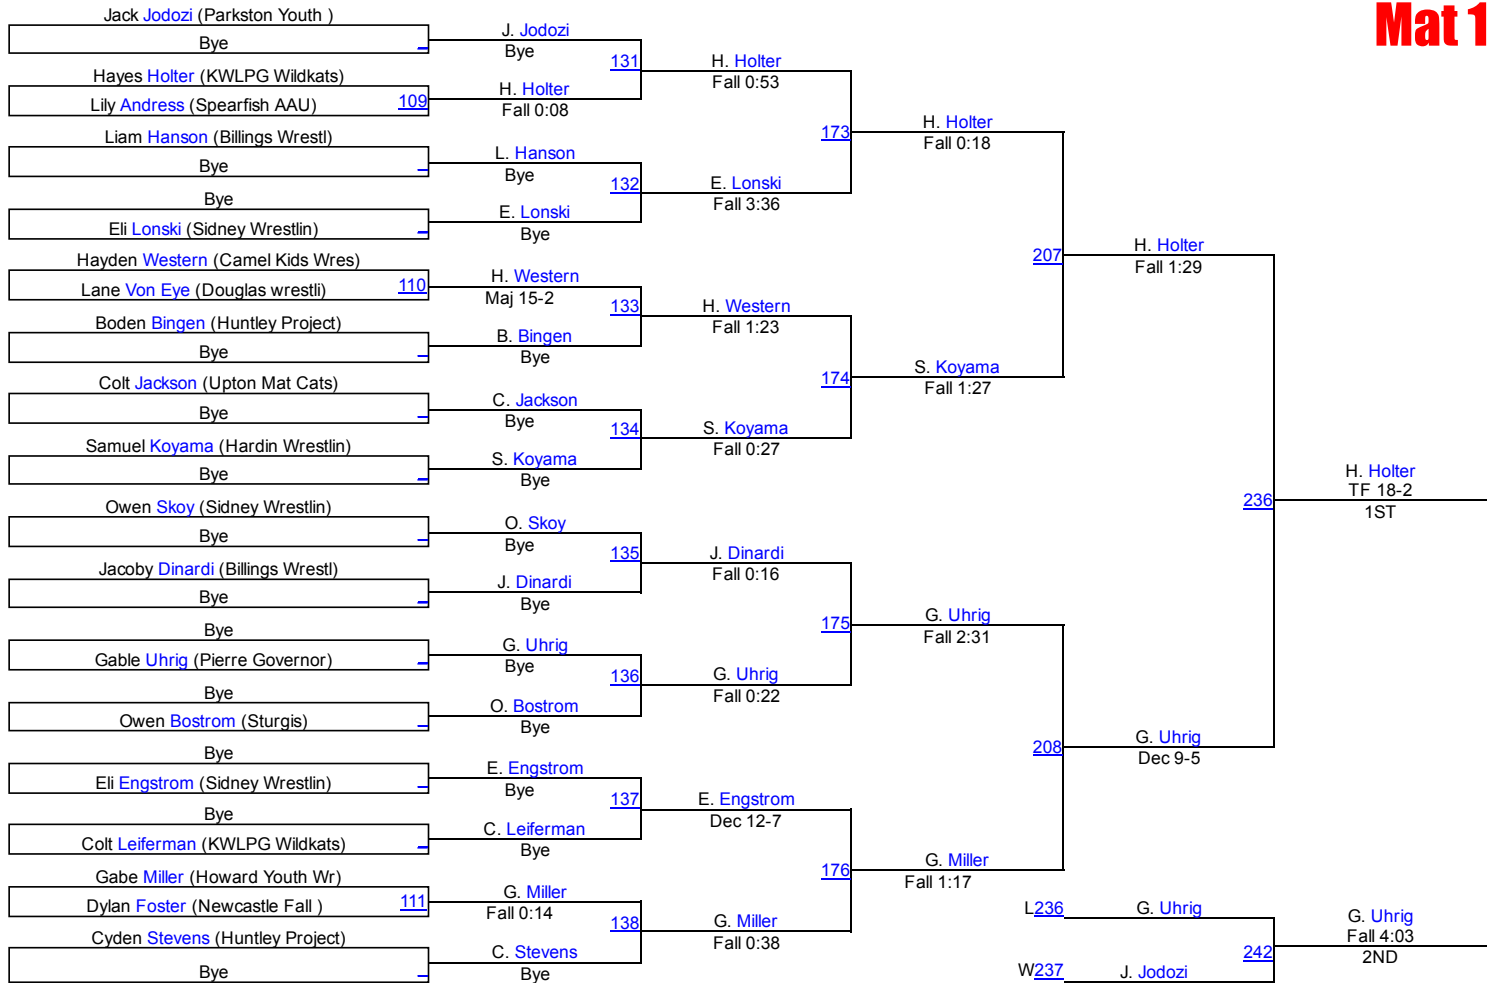 Mat 1
Jack Jodozi (Parkston Youth )
Bye
Hayes Holter (KWLPG Wildkats)
Lily Andress (Spearfish AAU) 109
Liam Hanson (Billings Wrestl)
Bye
Bye
Eli Lonski (Sidney Wrestlin)
Hayden Western (Camel Kids Wres)
Lane Von Eye (Douglas wrestli) 110
Boden Bingen (Huntley Project)
Bye
Colt Jackson (Upton Mat Cats)
Bye
Samuel Koyama (Hardin Wrestlin)
Bye
Owen Skoy (Sidney Wrestlin)
Bye
Jacoby Dinardi (Billings Wrestl)
Bye
Bye
Gable Uhrig (Pierre Governor)
Bye
Owen Bostrom (Sturgis)
Bye
Eli Engstrom (Sidney Wrestlin)
Bye
Colt Leiferman (KWLPG Wildkats)
Gabe Miller (Howard Youth Wr)
Dylan Foster (Newcastle Fall ) 111
Cyden Stevens (Huntley Project)
Bye
J. Jodozi
Bye
131
H. Holter
Fall 0:08
L. Hanson
Bye
132
E. Lonski
Bye
H. Western
Maj 15-2
133
B. Bingen
Bye
C. Jackson
Bye
134
S. Koyama
Bye
O. Skoy
Bye
135
J. Dinardi
Bye
G. Uhrig
Bye
136
O. Bostrom
Bye
E. Engstrom
Bye
137
C. Leiferman
Bye
G. Miller
Fall 0:14
138
C. Stevens
Bye
H. Holter
Fall 0:53
173
E. Lonski
Fall 3:36
H. Western
Fall 1:23
174
S. Koyama
Fall 0:27
J. Dinardi
Fall 0:16
175
G. Uhrig
Fall 0:22
E. Engstrom
Dec 12-7
176
G. Miller
Fall 0:38
H. Holter
Fall 0:18
207
S. Koyama
Fall 1:27
G. Uhrig
Fall 2:31
208
G. Miller
Fall 1:17
H. Holter
Fall 1:29
236
G. Uhrig
Dec 9-5
H. Holter
TF 18-2
1ST
L236 G. Uhrig
242
W237 J. Jodozi
G. Uhrig
Fall 4:03
2ND